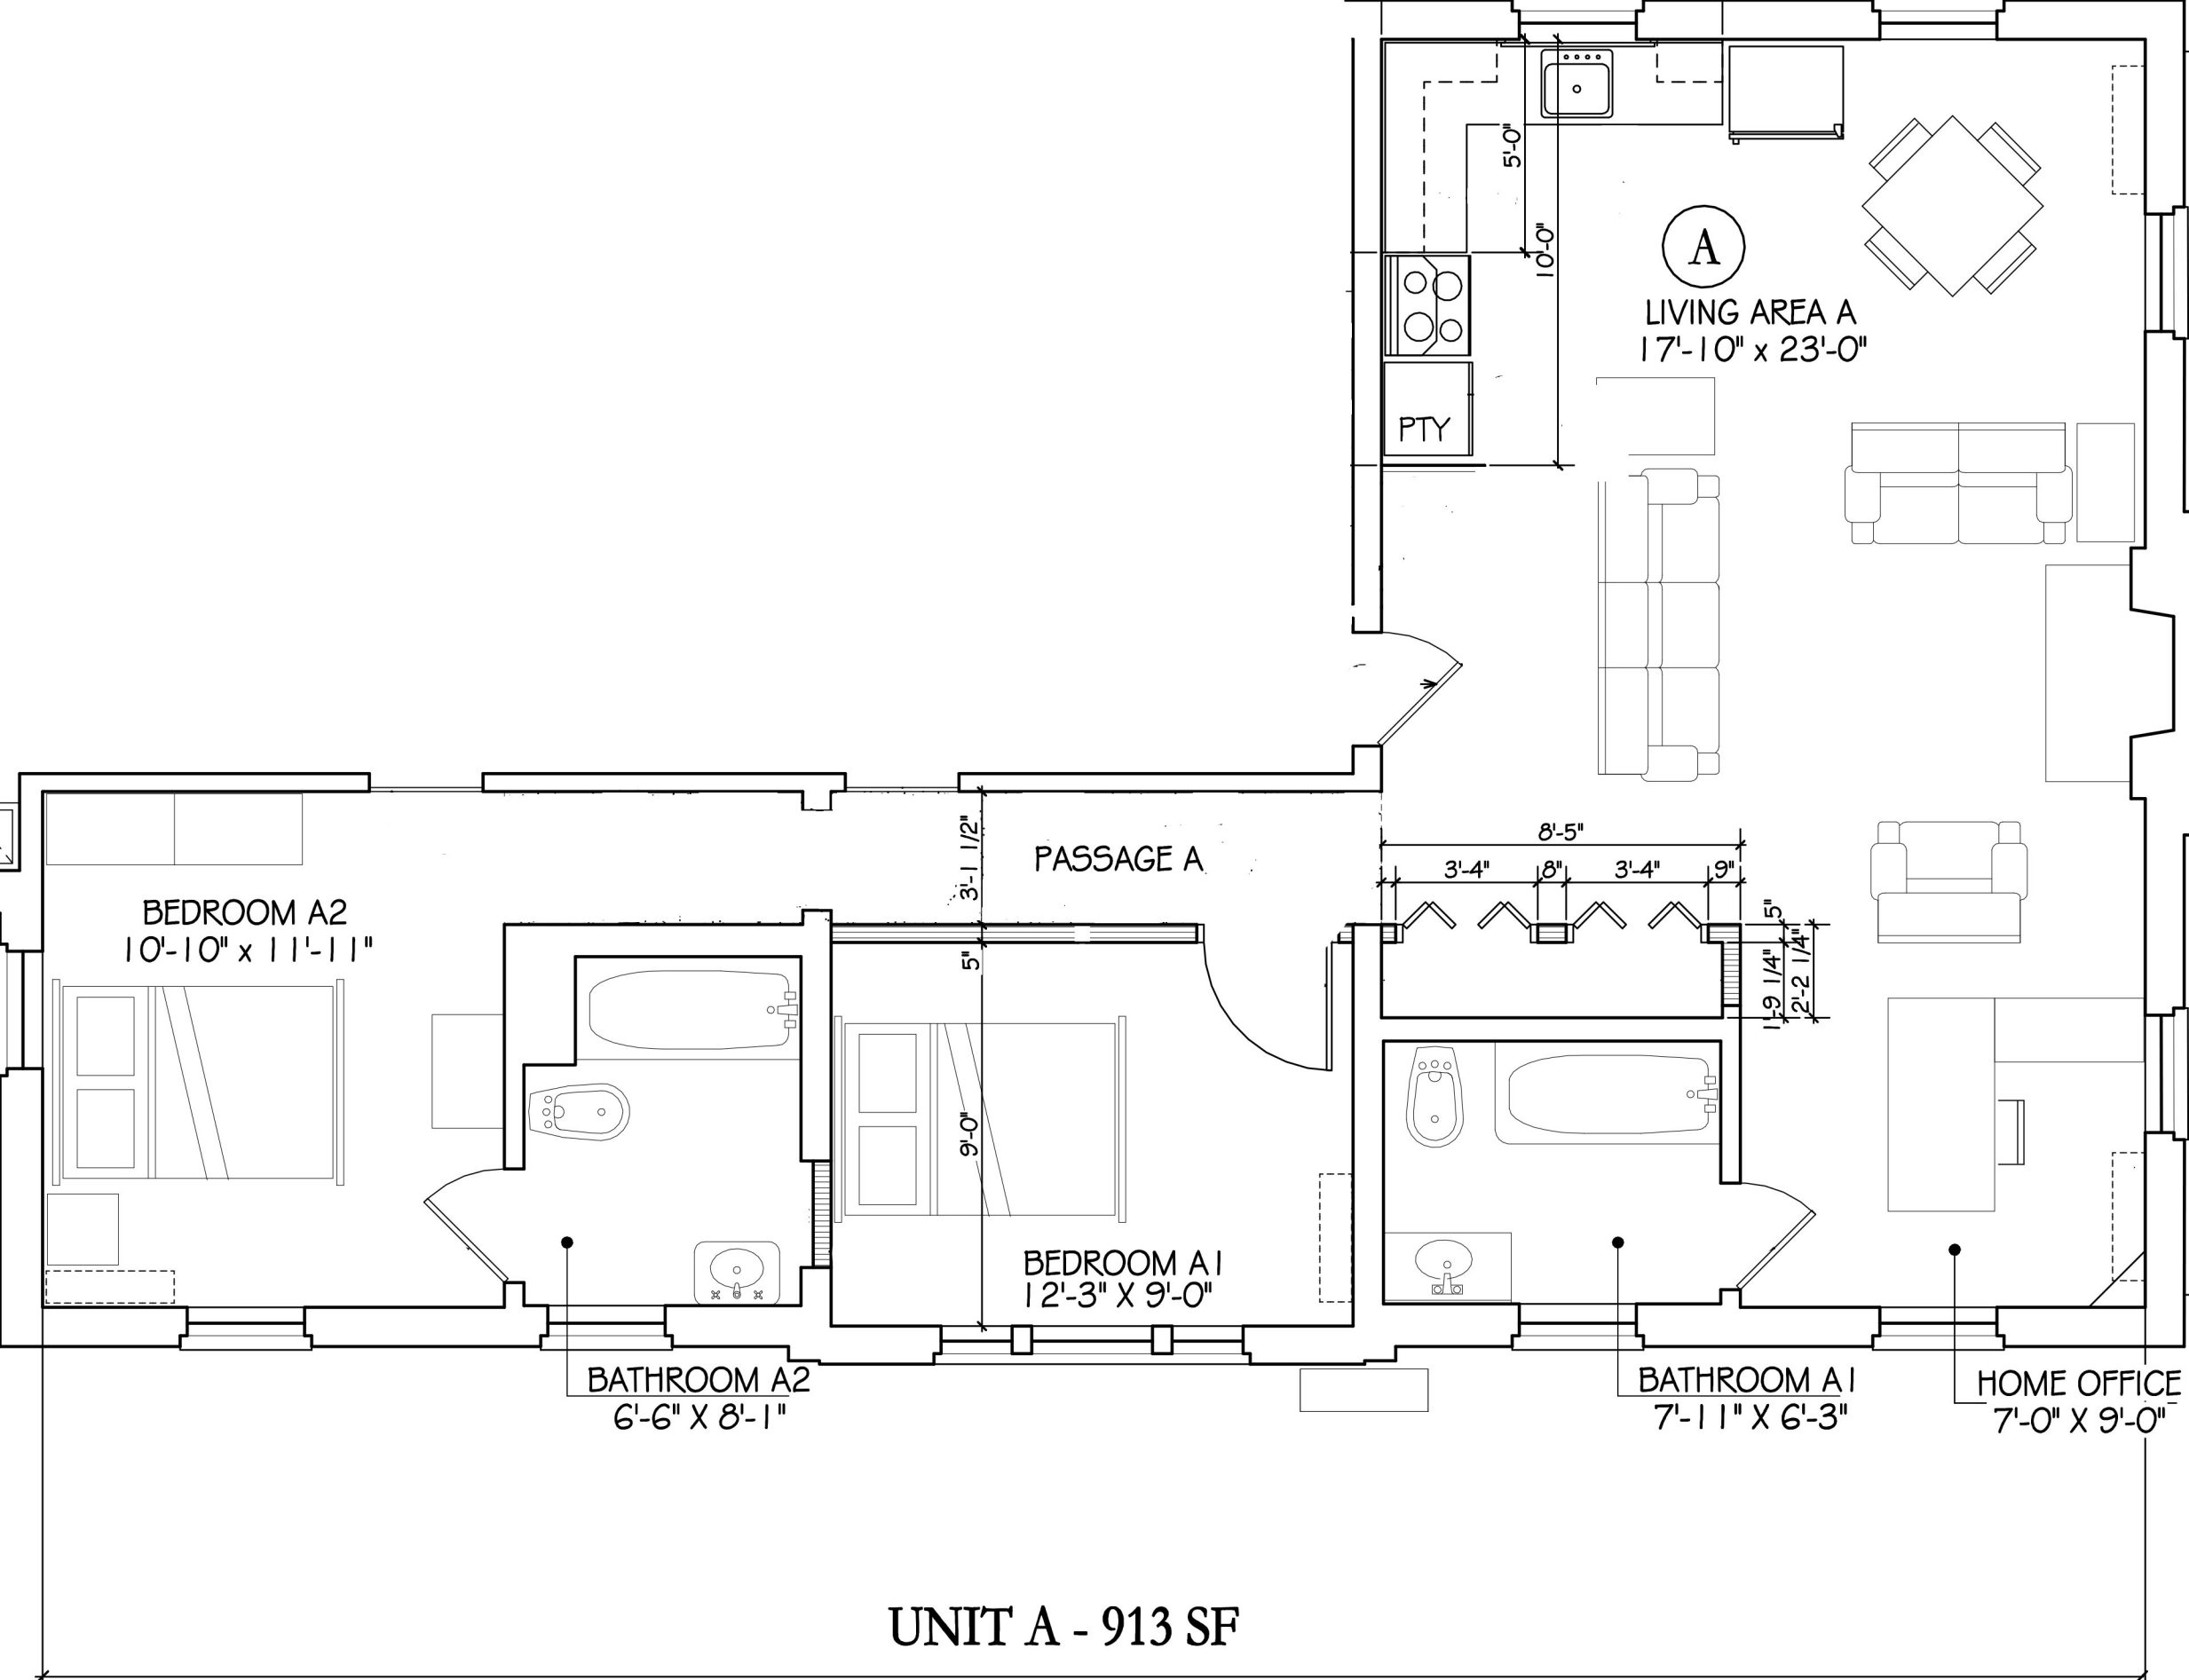 5'-0"
10'-0"
A
LIVING AREA A
17'-10" x 23'-0"
PTY
8'-5"
3'-4" 8" 3'-4" 9"
3'-1 1/2"
PASSAGE A
5"
1'-9 1/4"
2'-2 1/4"
BEDROOM A2
10'-10" x 11'-11"
5"
9'-0"
BEDROOM A1
12'-3" X 9'-0"
BATHROOM A2
6'-6" X 8'-1"
BATHROOM A1
7'-11" X 6'-3"
HOME OFFICE
7'-0" X 9'-0"
UNIT A - 913 SF